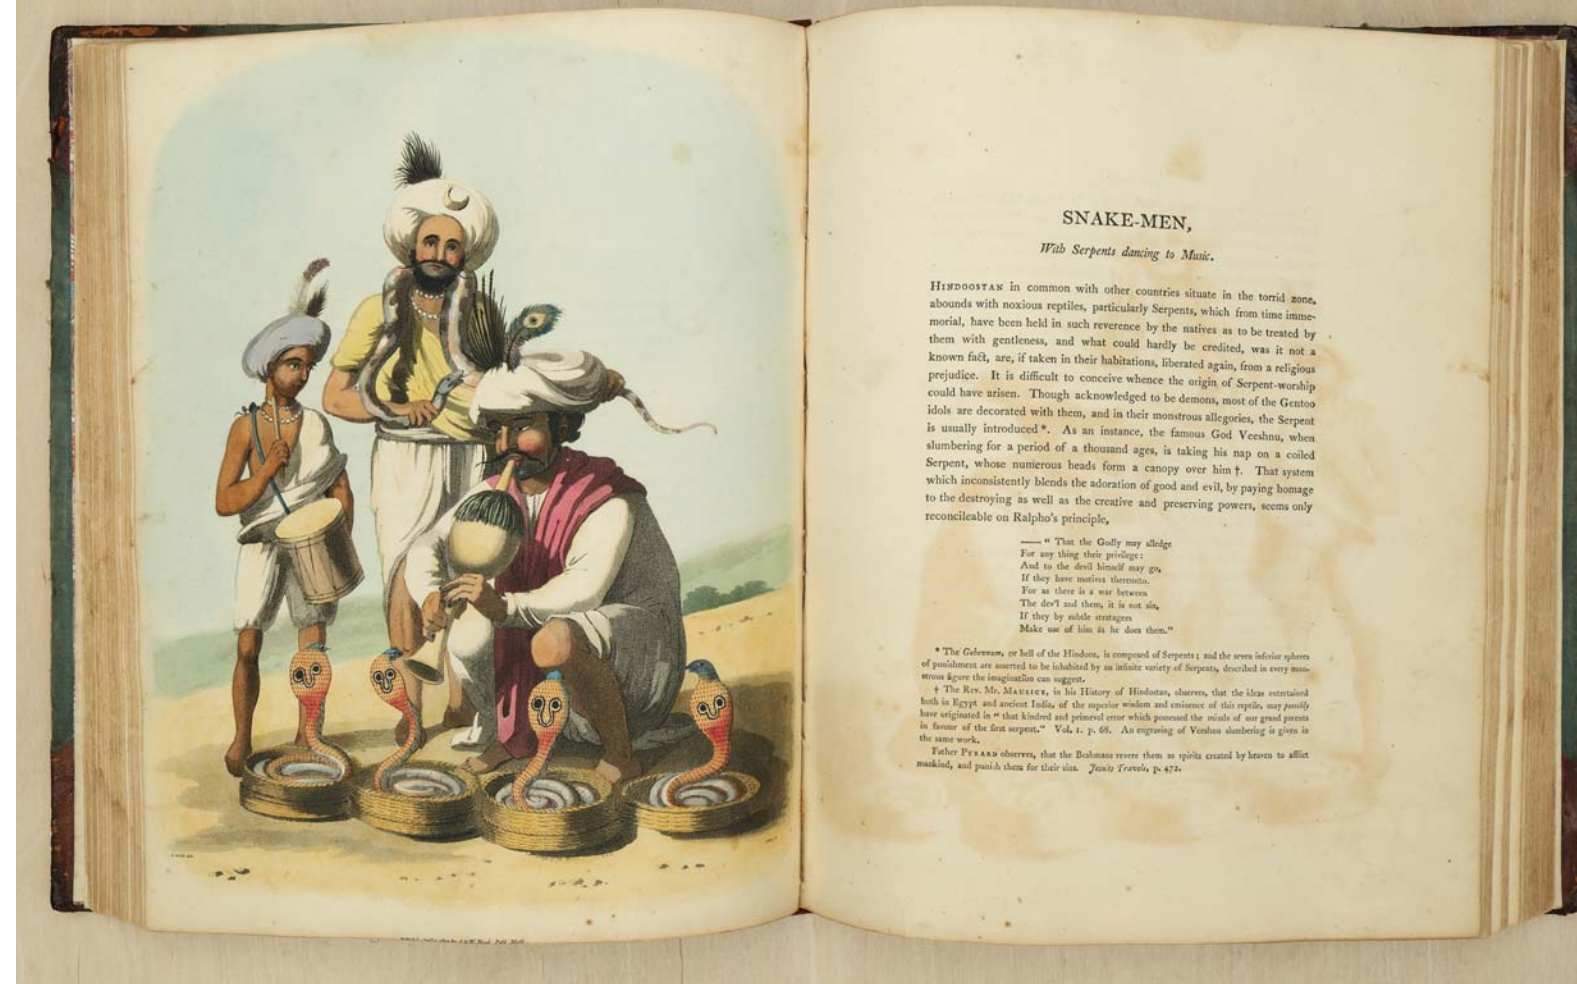 SNAKE-MEN,
With Serpents dancing to Music.
HINDOOSTAN in common with other countries situate in the torrid zone,
abounds with noxious reptiles, particularly Serpents, which from time imme-
morial, have been held in such reverence by the natives as to be treated by
them with gentleness, and what could hardly be credited, was it not a
known fact, are, if taken in their habitations, liberated again, from a religious
prejudice. It is difficult to conceive whence the origin of Serpent-worship
could have arisen. Though acknowledged to be demons, most of the Gentoo
idols are decorated with them, and in their monstrous allegories, the Serpent
is usually introduced*. As an instance, the famous God Veeshnu, when
slumbering for a period of a thousand ages, is taking his nap on a coiled
Serpent, whose numerous heads form a canopy over him†. That system
which inconsistently blends the adoration of good and evil, by paying homage
to the destroying as well as the creative and preserving powers, seems only
reconcileable on Ralpho's principle,
—— “ That the Godly may alledge
For any thing their privilege:
And to the devil himself may go,
If they have motives thereunto.
For as there is a war between
The dev'l and them, it is not sin,
If they by subtle stratagem
Make use of him as he does them.”
* The Gehennum, or hell of the Hindoos, is composed of Serpents; and the seven inferior spheres
of punishment are asserted to be inhabited by an infinite variety of Serpents, described in every mon-
strous figure the imagination can suggest.
† The Rev. Mr. MAURICE, in his History of Hindostan, observes, that the ideas entertained
both in Egypt and ancient India, of the superior wisdom and eminence of this reptile, may possibly
have originated in “ that kindred and primeval error which possessed the minds of our grand parents
in favour of the first serpent.” Vol. 1. p. 68. An engraving of Veeshnu slumbering is given in
the same work.
Father PYRARD observes, that the Brahmans revere them as spirits created by heaven to afflict
mankind, and punish them for their sins. Jesuits Travels, p. 472.